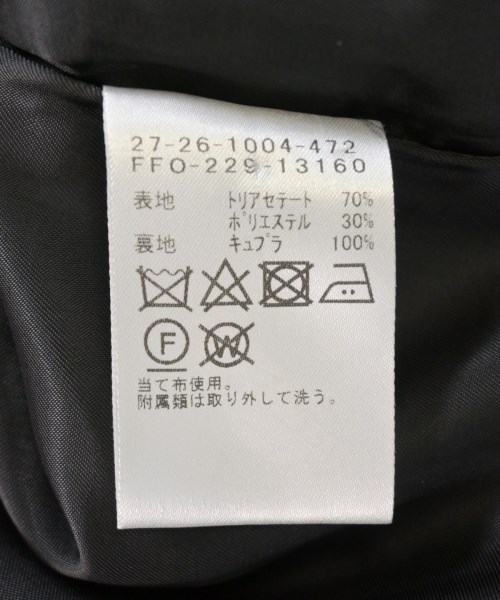 27-26-1004-472
FFO-229-13160
表地 トリアセテート 70%
ポリエステル 30%
裏地 キュプラ 100%
F W
当て布使用。
附属類は取り外して洗う。